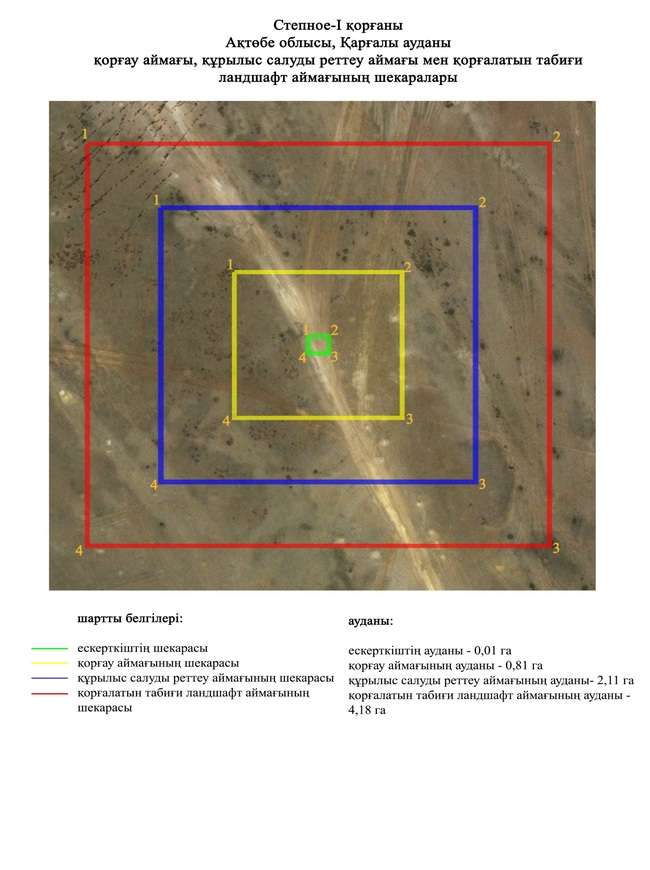 Степное-I қорғаны
Ақтөбе облысы, Қарғалы ауданы
қорғау аймағы, құрылыс салуды реттеу аймағы мен қорғалатын табиғи
ландшафт аймағының шекаралары
1
2
1
2
1
2
1 2
4 3
4
3
4
3
4
3
шартты белгілері:
ескерткіштің шекарасы
қорғау аймағының шекарасы
құрылыс салуды реттеу аймағының шекарасы
қорғалатын табиғи ландшафт аймағының
шекарасы
ауданы:
ескерткіштің ауданы - 0,01 га
қорғау аймағының ауданы - 0,81 га
құрылыс салуды реттеу аймағының ауданы- 2,11 га
қорғалатын табиғи ландшафт аймағының ауданы -
4,18 га